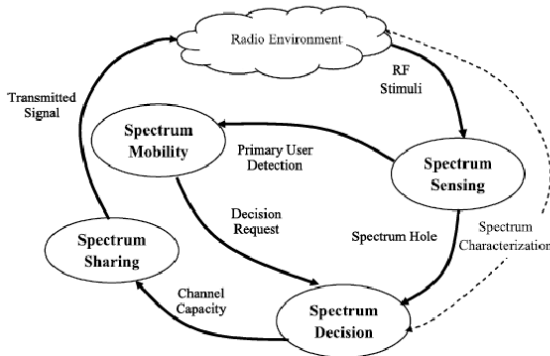 Radio Environment
RF
Stimuli
Transmitted
Signal
Spectrum
Mobility
Primary User
Detection
Spectrum
Sensing
Decision
Request
Spectrum Hole
Spectrum
Characterization
Spectrum
Sharing
Channel
Capacity
Spectrum
Decision